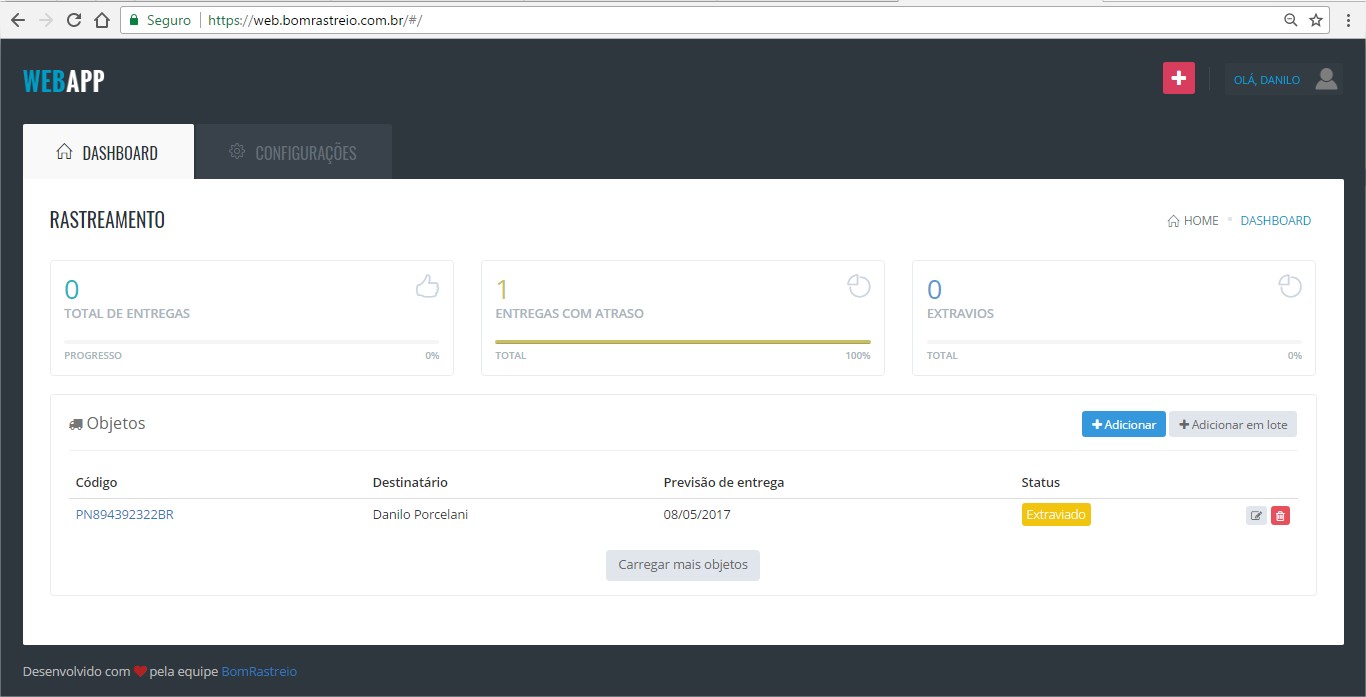 Seguro https://web.bomrastreio.com.br/#/
WEBAPP
OLÁ, DANILO
DASHBOARD CONFIGURAÇÕES
RASTREAMENTO
HOME DASHBOARD
0
TOTAL DE ENTREGAS
PROGRESSO 0%
1
ENTREGAS COM ATRASO
TOTAL 100%
0
EXTRAVIOS
TOTAL 0%
Objetos
Adicionar
Adicionar em lote
Código Destinatário Previsão de entrega Status
PN894392322BR Danilo Porcelani 08/05/2017 Extraviado
Carregar mais objetos
Desenvolvido com pela equipe BomRastreio